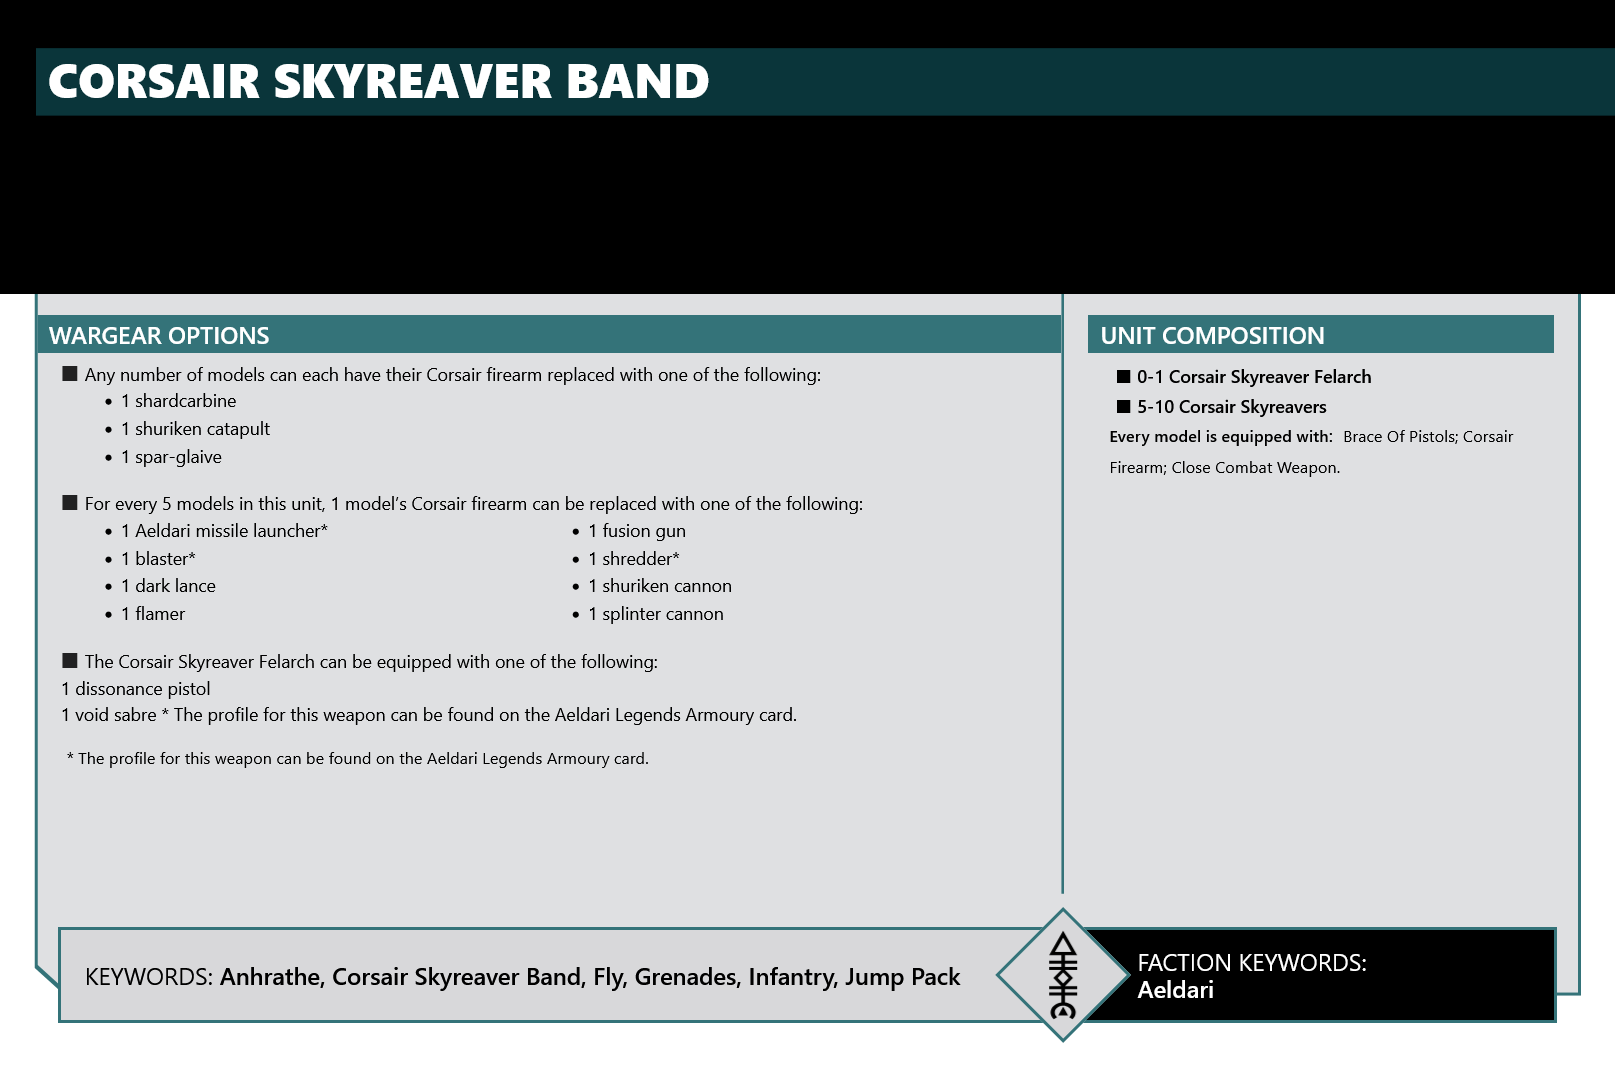 CORSAIR SKYREAVER BAND
WARGEAR OPTIONS
■ Any number of models can each have their Corsair firearm replaced with one of the following:
• 1 shardcarbine
• 1 shuriken catapult
• 1 spar-glaive
■ For every 5 models in this unit, 1 model’s Corsair firearm can be replaced with one of the following:
• 1 Aeldari missile launcher*
• 1 blaster*
• 1 dark lance
• 1 flamer
• 1 fusion gun
• 1 shredder*
• 1 shuriken cannon
• 1 splinter cannon
■ The Corsair Skyreaver Felarch can be equipped with one of the following:
1 dissonance pistol
1 void sabre * The profile for this weapon can be found on the Aeldari Legends Armoury card.
* The profile for this weapon can be found on the Aeldari Legends Armoury card.
UNIT COMPOSITION
■ 0-1 Corsair Skyreaver Felarch
■ 5-10 Corsair Skyreavers
Every model is equipped with: Brace Of Pistols; Corsair
Firearm; Close Combat Weapon.
KEYWORDS: Anhrathe, Corsair Skyreaver Band, Fly, Grenades, Infantry, Jump Pack
FACTION KEYWORDS:
Aeldari